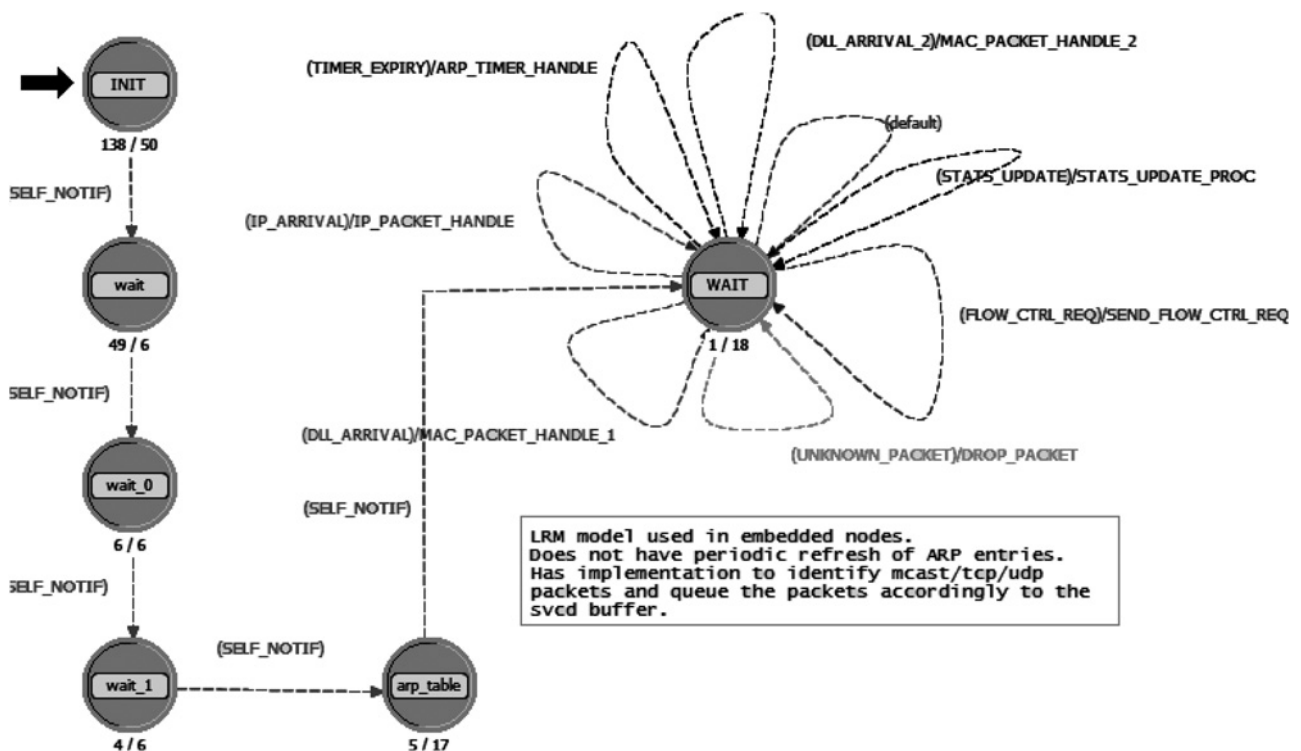 (DLL_ARRIVAL_2)/MAC_PACKET_HANDLE_2
(TIMER_EXPIRY)/ARP_TIMER_HANDLE
INIT
(default)
138 / 50
(STATS_UPDATE)/STATS_UPDATE_PROC
SELF_NOTIF)
(IP_ARRIVAL)/IP_PACKET_HANDLE
wait
WAIT
(FLOW_CTRL_REQ)/SEND_FLOW_CTRL_REQ
49 / 6
1 / 18
SELF_NOTIF)
(DLL_ARRIVAL)/MAC_PACKET_HANDLE_1
(UNKNOWN_PACKET)/DROP_PACKET
wait_0
(SELF_NOTIF)
6 / 6
LRM model used in embedded nodes.
Does not have periodic refresh of ARP entries.
Has implementation to identify mcast/tcp/udp
packets and queue the packets accordingly to the
svcd buffer.
SELF_NOTIF)
(SELF_NOTIF)
wait_1
arp_table
4 / 6
5 / 17